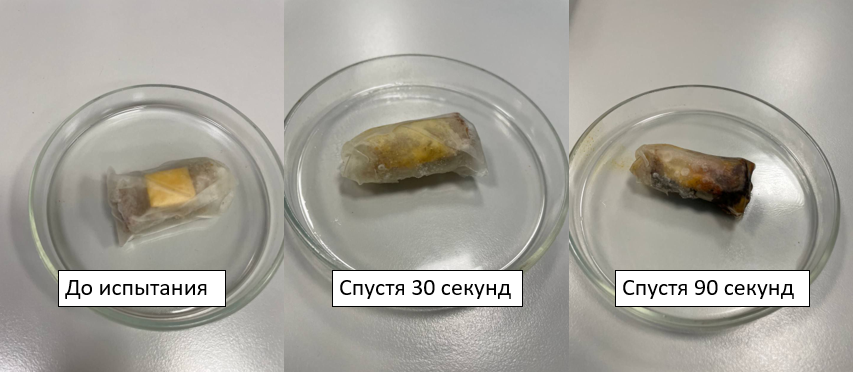 До испытания
Спустя 30 секунд
Спустя 90 секунд